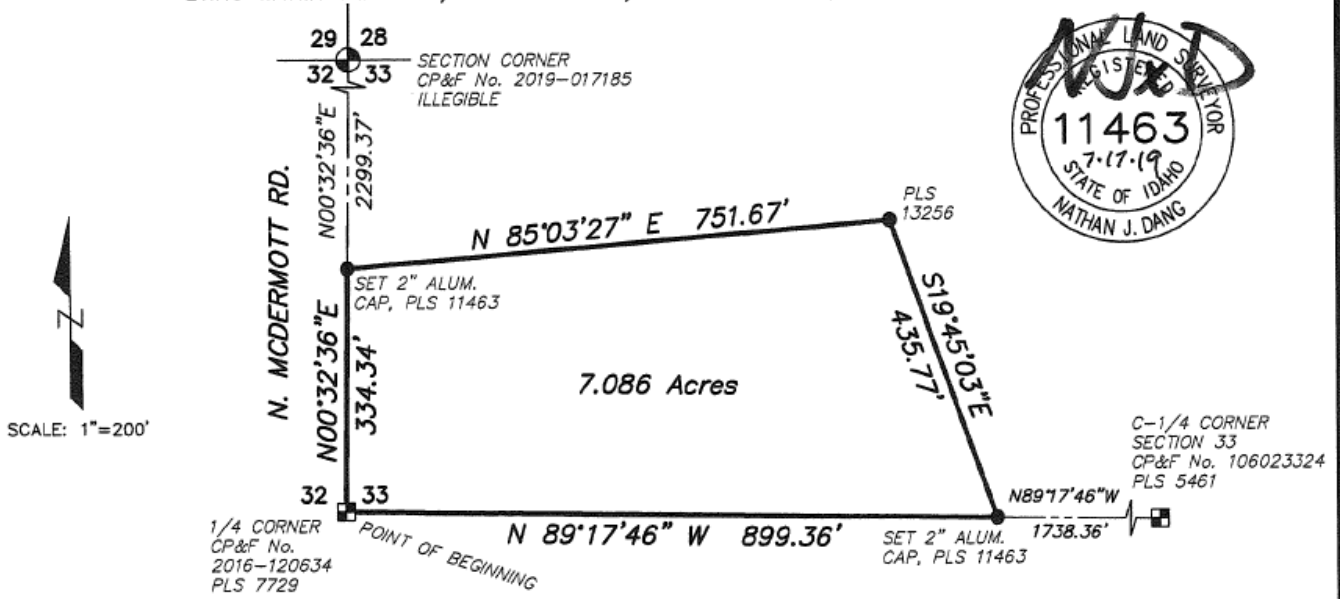 29 28
32 33
SECTION CORNER
CP&F No. 2019-017185
ILLEGIBLE
N00°32'36"E
2299.37'
N. MCDERMOTT RD.
N 85°03'27" E 751.67'
PLS
13256
SET 2" ALUM.
CAP, PLS 11463
N00°32'36"E
334.34'
S19°45'03"E
435.77'
7.086 Acres
SCALE: 1"=200'
32 33
1/4 CORNER
CP&F No.
2016-120634
PLS 7729
POINT OF BEGINNING
N 89°17'46" W 899.36'
SET 2" ALUM.
CAP, PLS 11463
N89°17'46"W
1738.36'
C-1/4 CORNER
SECTION 33
CP&F No. 106023324
PLS 5461
PROFESSIONAL LAND SURVEYOR
REGISTERED
11463
7-17-19
STATE OF IDAHO
NATHAN J. DANG
N